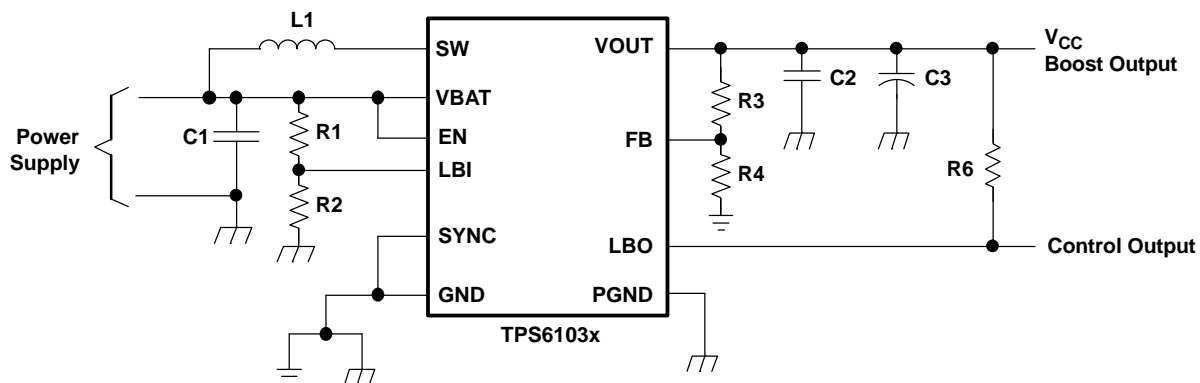 L1
SW
VOUT
V_CC
Boost Output
C2
C3
VBAT
R3
Power
Supply
C1
R1
EN
FB
LBI
R4
R6
R2
SYNC
LBO
Control Output
GND
PGND
TPS6103x